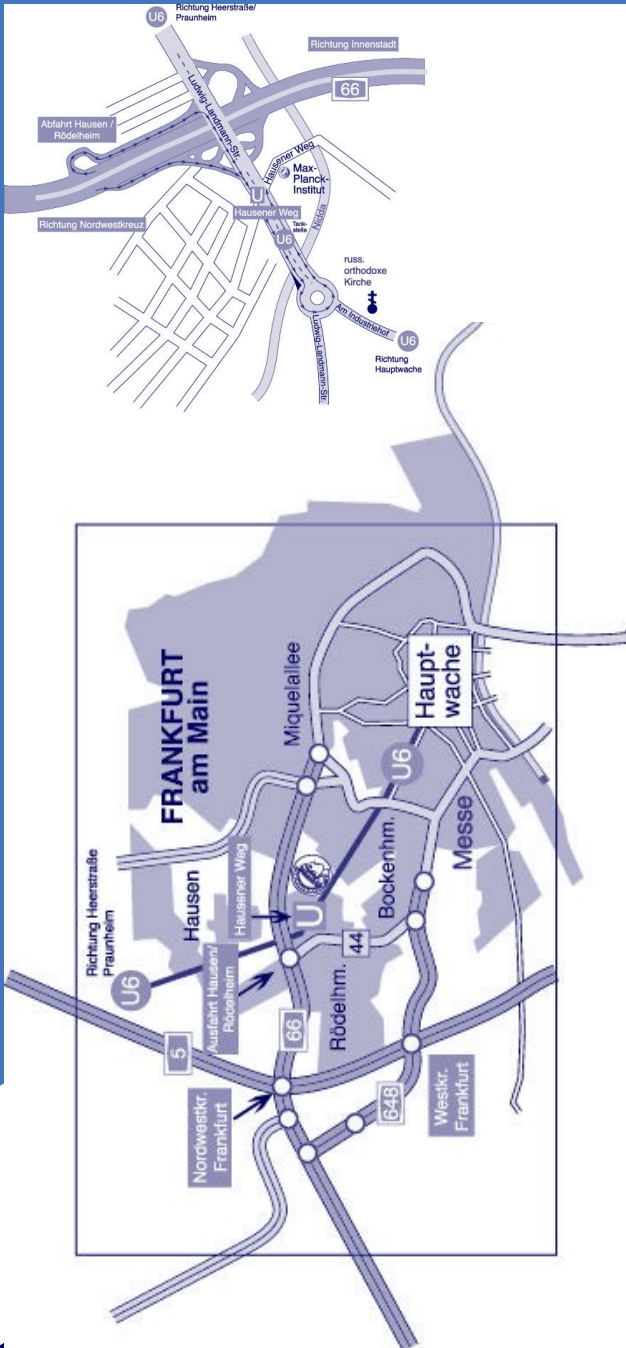 U6
Richtung Heerstraße/
Praunheim
Richtung Innenstadt
66
Ludwig-Landmann-Str.
Abfahrt Hausen /
Rödelheim
Hausener Weg
Max-
Planck-
Institut
U
Hausener Weg
Richtung Nordwestkreuz
Nidda
Tank-
stelle
U6
russ.
orthodoxe
Kirche
Am Industriehof
U6
Ludwig-Landmann-Str.
Richtung
Hauptwache
FRANKFURT
am Main
Miquelallee
Haupt-
wache
U6
Richtung Heerstraße
Praunheim
U6
Hausen
Hausener Weg
U
Bockenhm.
Messe
Ausfahrt Hausen/
Rödelheim
44
Rödelhm.
66
5
Nordwestkr.
Frankfurt
648
Westkr.
Frankfurt